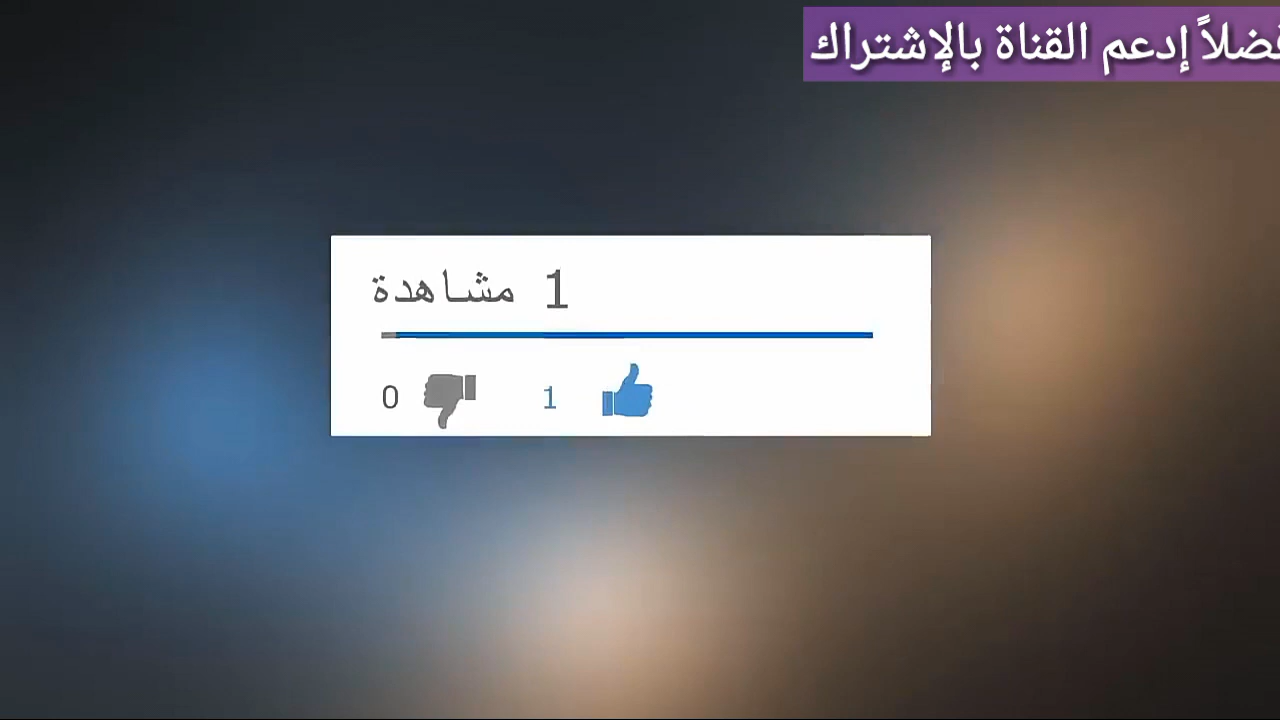 إدعم القناة بالإشتراك
1 مشاهدة
0 1